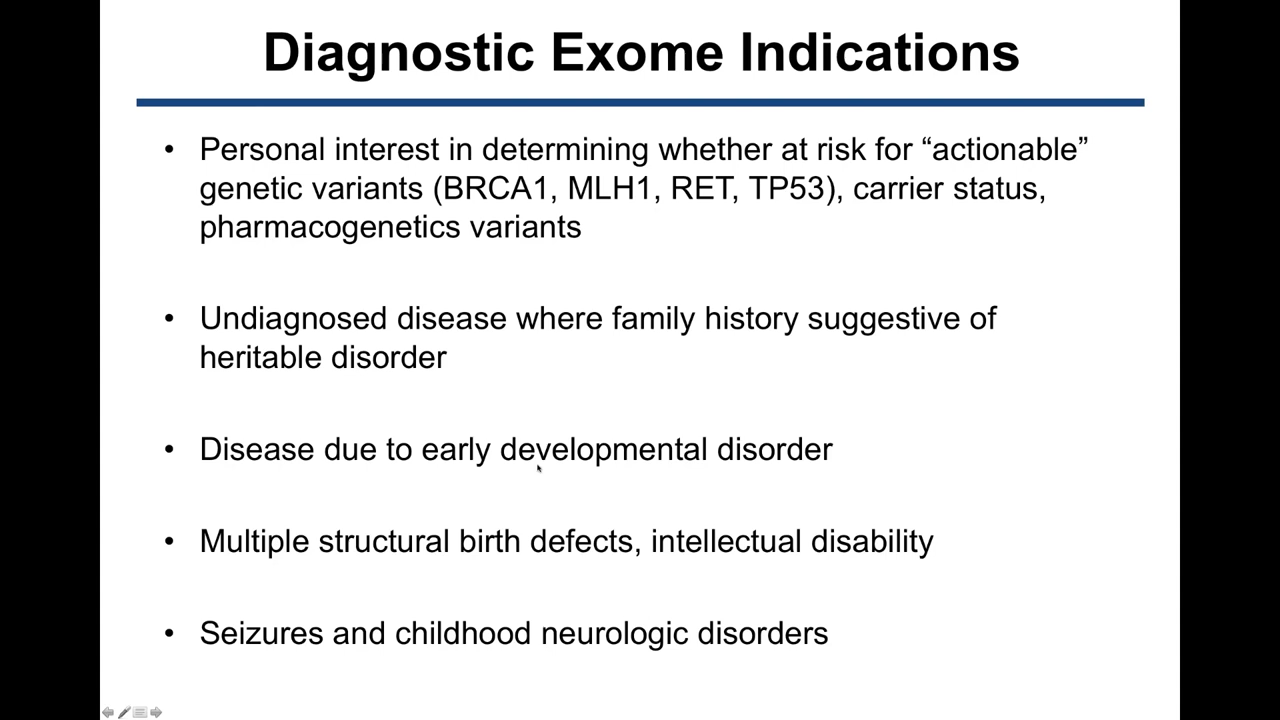 Diagnostic Exome Indications
• Personal interest in determining whether at risk for “actionable”
genetic variants (BRCA1, MLH1, RET, TP53), carrier status,
pharmacogenetics variants
• Undiagnosed disease where family history suggestive of
heritable disorder
• Disease due to early developmental disorder
• Multiple structural birth defects, intellectual disability
• Seizures and childhood neurologic disorders